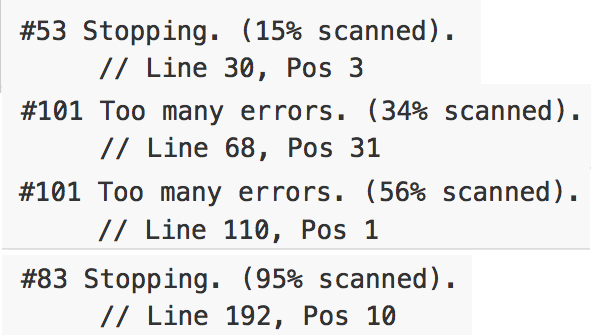 #53 Stopping. (15% scanned).
// Line 30, Pos 3
#101 Too many errors. (34% scanned).
// Line 68, Pos 31
#101 Too many errors. (56% scanned).
// Line 110, Pos 1
#83 Stopping. (95% scanned).
// Line 192, Pos 10